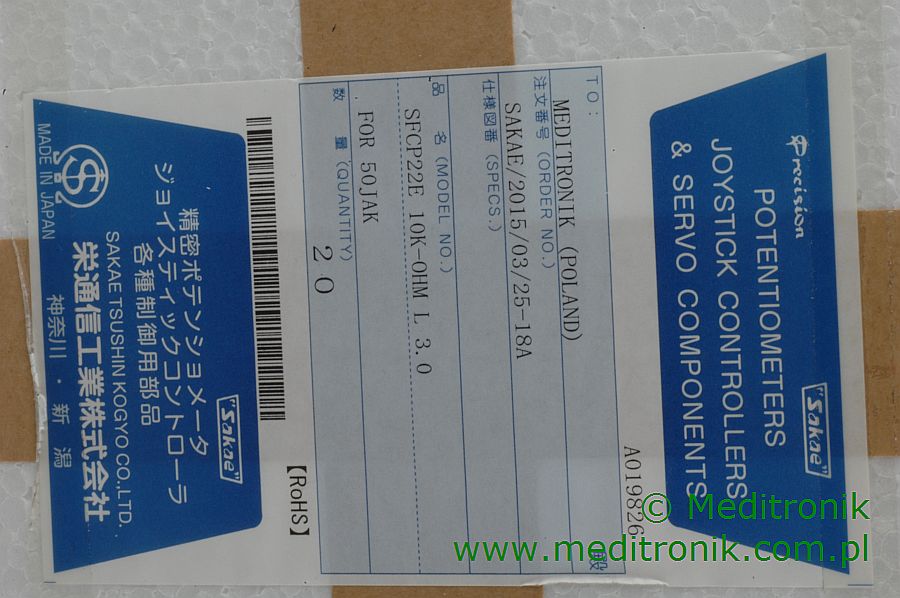 Precision
POTENTIOMETERS
JOYSTICK CONTROLLERS
& SERVO COMPONENTS
"Sakae"
A019826
TO:
MEDITRONIK (POLAND)
殿
注文番号 (ORDER NO.)
SAKAE/2015/03/25-18A
仕様図番 (SPECS.)
品 名 (MODEL NO.)
SFCP22E 10K-OHM L 3.0
FOR 50JAK
数 量 (QUANTITY)
20
【RoHS】
"Sakae"
精密ポテンショメータ
ジョイスティックコントローラ
各種制御用部品
SAKAE TSUSHIN KOGYO CO.,LTD.
栄通信工業株式会社
神奈川・新潟
MADE IN JAPAN
© Meditronik
www.meditronik.com.pl